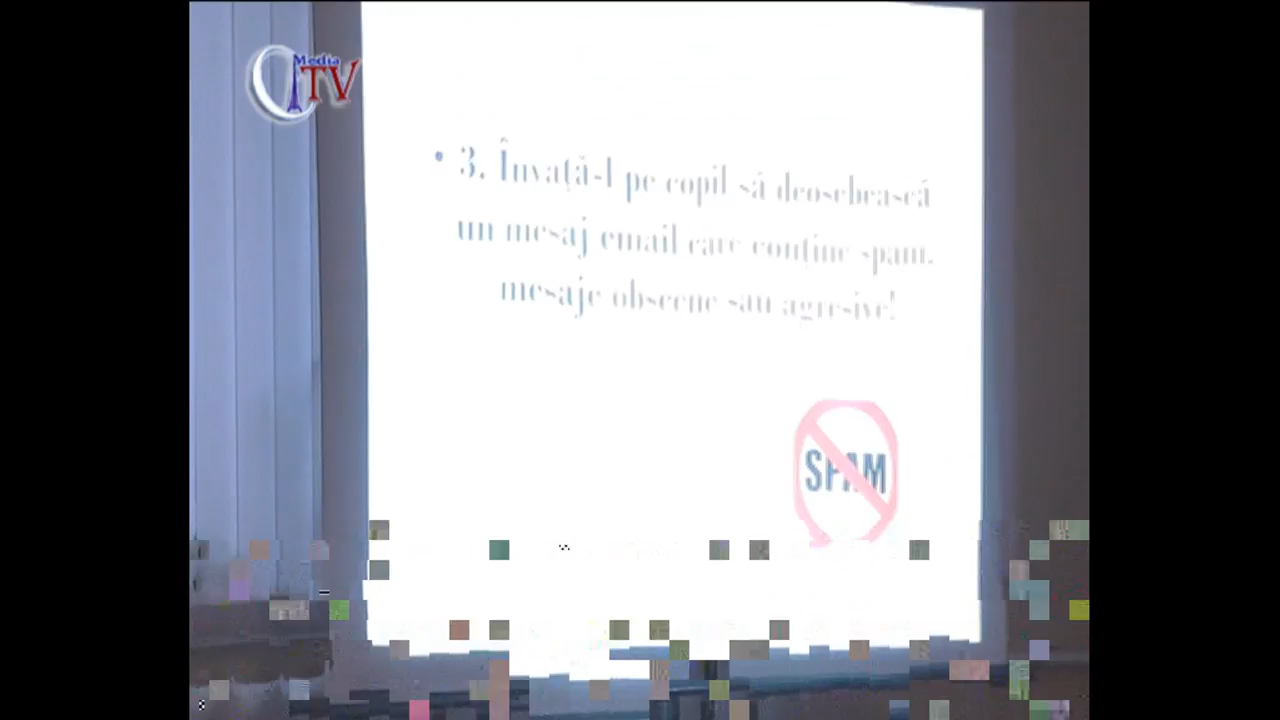 Media
TV
• 3. Învață-l pe copil să deosebească
un mesaj email care conține spam,
mesaje obscene sau agresive!
SPAM